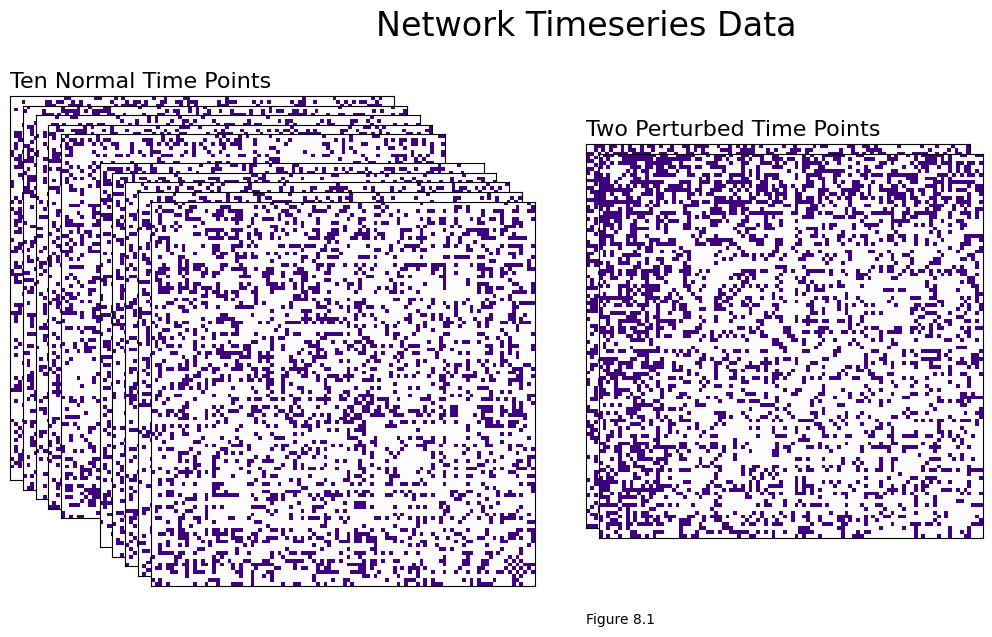 Network Timeseries Data
Ten Normal Time Points
Two Perturbed Time Points
Figure 8.1